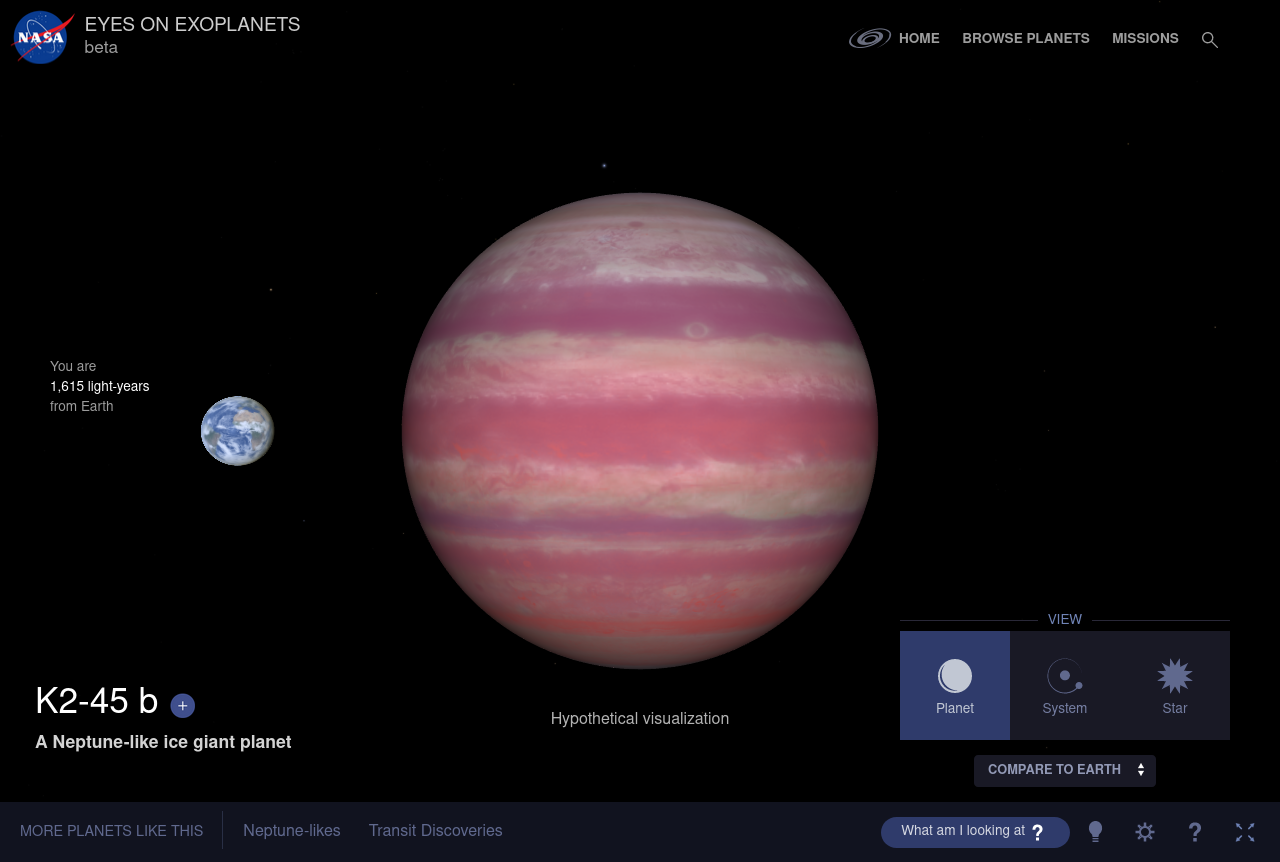 NASA
EYES ON EXOPLANETS
beta
HOME
BROWSE PLANETS
MISSIONS
You are
1,615 light-years
from Earth
VIEW
Planet
System
Star
K2-45 b +
A Neptune-like ice giant planet
Hypothetical visualization
COMPARE TO EARTH
MORE PLANETS LIKE THIS
Neptune-likes
Transit Discoveries
What am I looking at ?
?